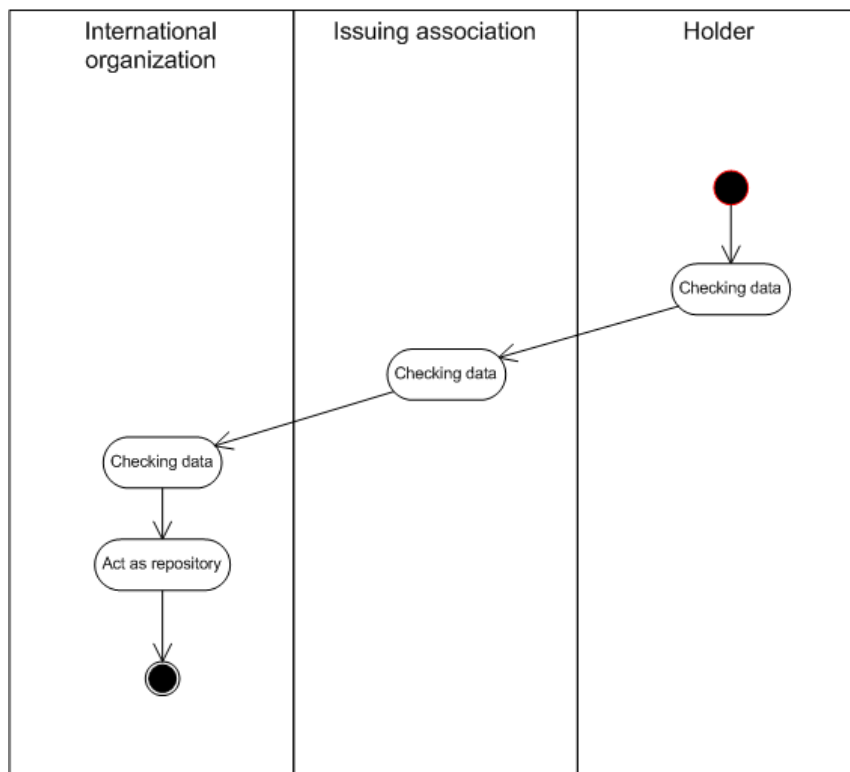 International
organization
Issuing association
Holder
Checking data
Checking data
Checking data
Act as repository